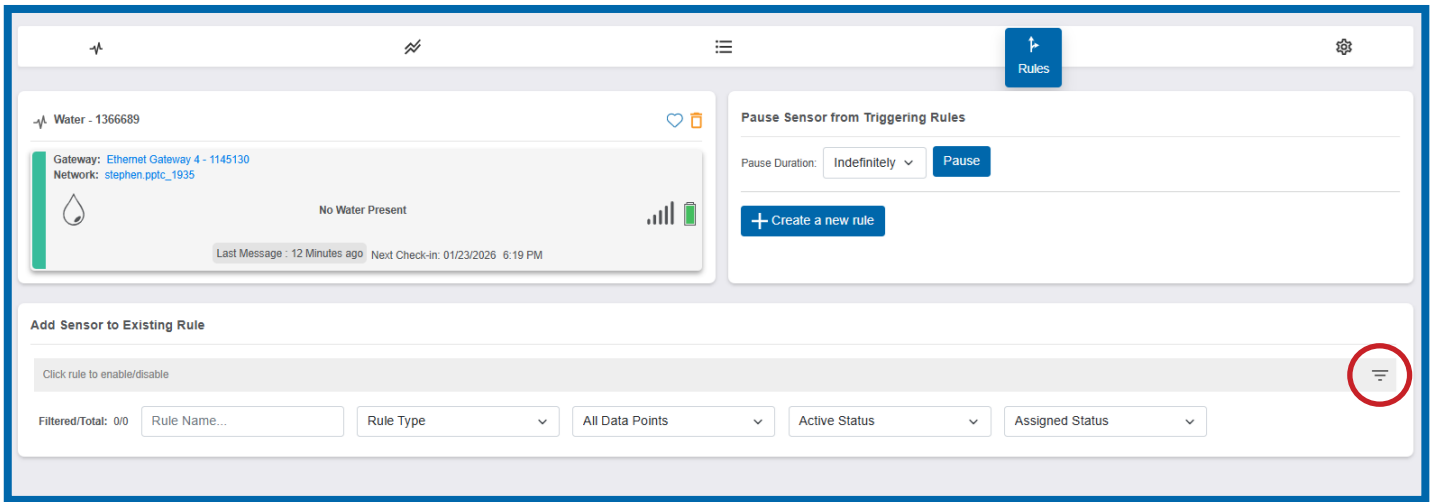 Rules
Water - 1366689
Gateway: Ethernet Gateway 4 - 1145130
Network: stephen.pptc_1935
No Water Present
Last Message : 12 Minutes ago Next Check-in: 01/23/2026 6:19 PM
Pause Sensor from Triggering Rules
Pause Duration: Indefinitely Pause
Create a new rule
Add Sensor to Existing Rule
Click rule to enable/disable
Filtered/Total: 0/0 Rule Name... Rule Type All Data Points Active Status Assigned Status